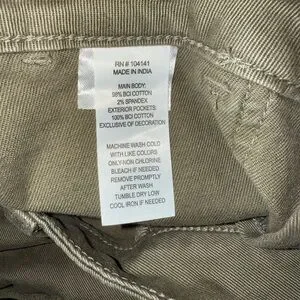 RN # 104141
MADE IN INDIA
MAIN BODY:
98% BCI COTTON
2% SPANDEX
EXTERIOR POCKETS:
100% BCI COTTON
EXCLUSIVE OF DECORATION
MACHINE WASH COLD
WITH LIKE COLORS
ONLY-NON CHLORINE
BLEACH IF NEEDED
REMOVE PROMPTLY
AFTER WASH
TUMBLE DRY LOW
COOL IRON IF NEEDED